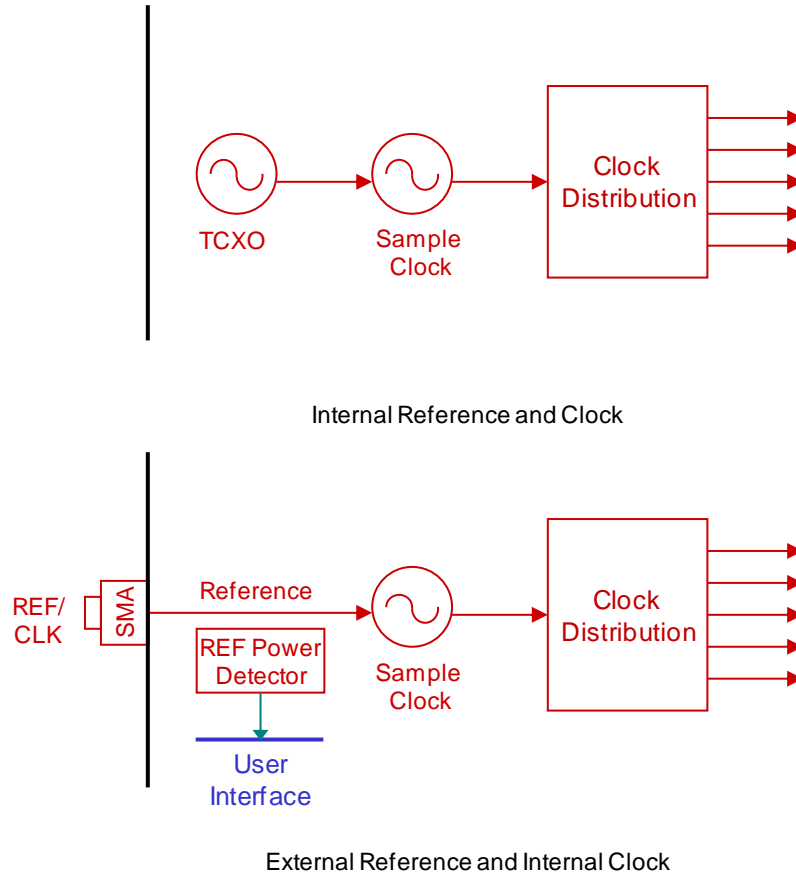 Clock
Distribution
TCXO
Sample
Clock
Internal Reference and Clock
REF/
CLK
SMA
Reference
REF Power
Detector
User
Interface
Sample
Clock
Clock
Distribution
External Reference and Internal Clock